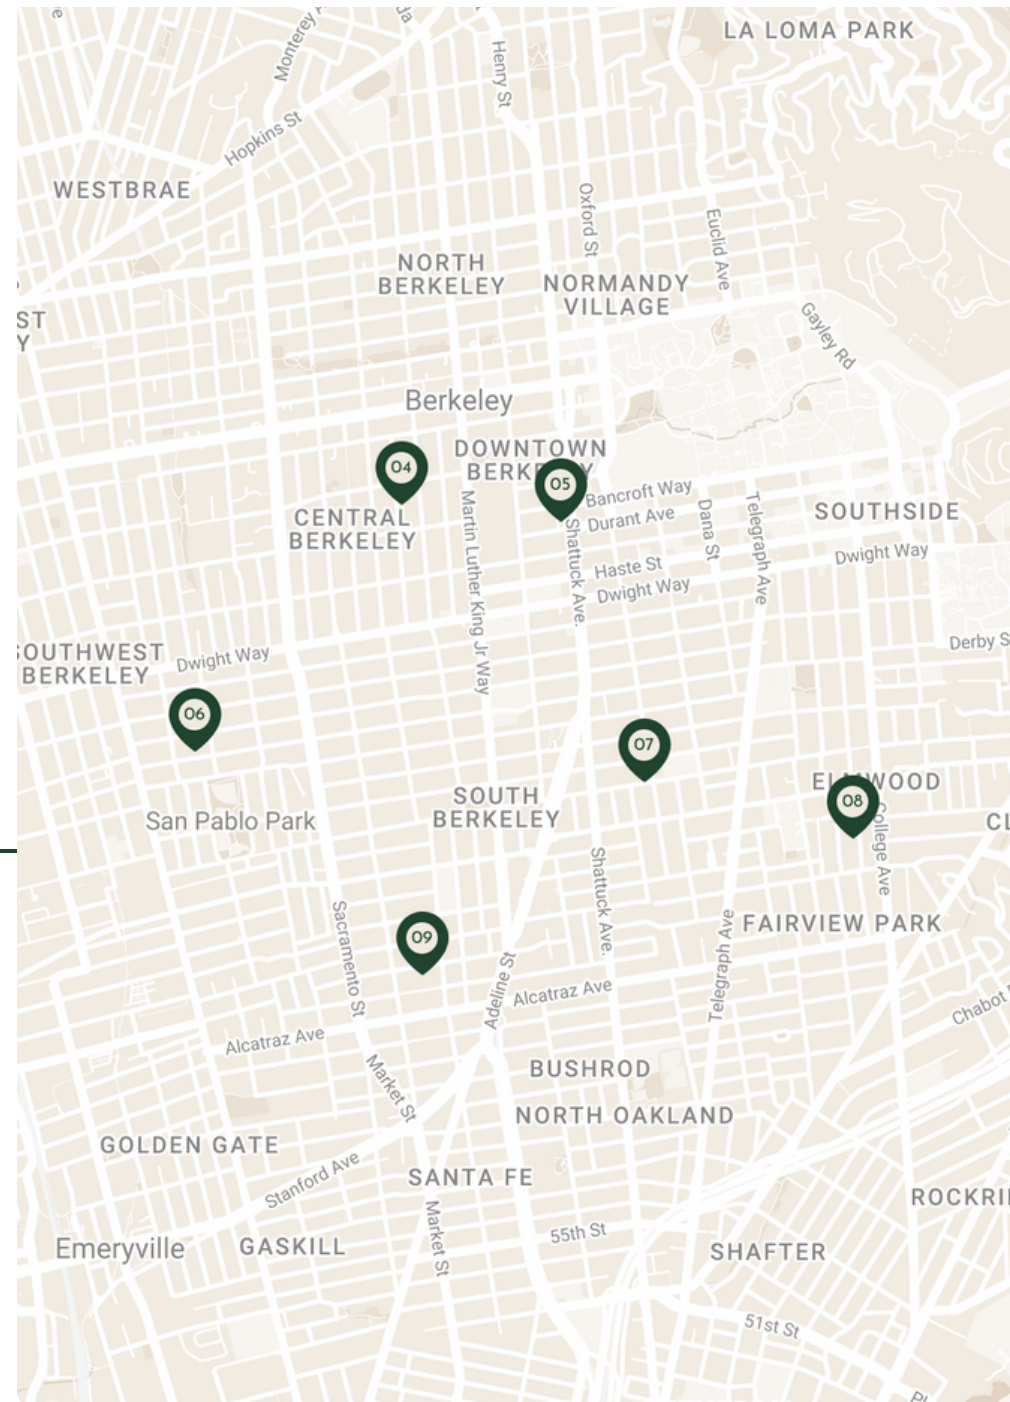 LA LOMA PARK
Henry St
Hopkins St
WESTBRAE
Oxford St
Euclid Ave
NORTH
BERKELEY
NORMANDY
VILLAGE
Gayley Rd
Berkeley
DOWNTOWN
04
05
Bancroft Way
Durant Ave
Dana St
Telegraph Ave
SOUTHSIDE
CENTRAL
BERKELEY
Martin Luther King Jr Way
Shattuck Ave.
Haste St
Dwight Way
Dwight Way
Derby S
OUTHWEST
BERKELEY
Dwight Way
06
07
ELMWOOD
08
College Ave
San Pablo Park
SOUTH
BERKELEY
CL
Shattuck Ave.
Sacramento St
09
FAIRVIEW PARK
Telegraph Ave
Adeline St
Alcatraz Ave
Alcatraz Ave
Chabot
Market St
BUSHROD
NORTH OAKLAND
GOLDEN GATE
Stanford Ave
SANTA FE
Market St
ROCKRI
55th St
Emeryville
GASKILL
SHAFTER
51st St